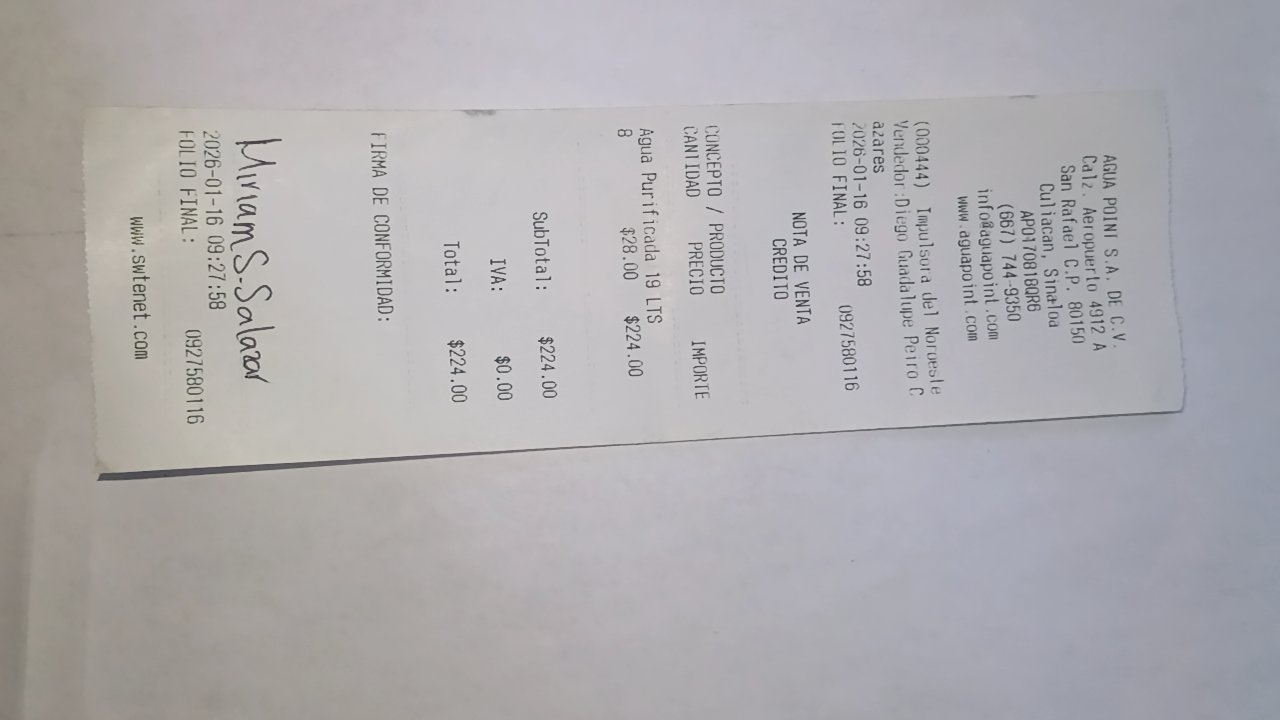 AGUA POINT S.A. DE C.V.
Calz. Aeropuerto 4912 A
San Rafael C.P. 80150
Culiacan, Sinaloa
APO170818QR6
(667) 744-9350
info@aguapoint.com
www.aguapoint.com
(000444) Impulsora del Noroeste
Vendedor:Diego Guadalupe Peiro C
azares
2026-01-16 09:27:58
FOLIO FINAL: 0927580116
NOTA DE VENTA
CREDITO
CONCEPTO / PRODUCTO
CANTIDAD PRECIO IMPORTE
Agua Purificada 19 LTS
8 $28.00 $224.00
SubTotal: $224.00
IVA: $0.00
Total: $224.00
FIRMA DE CONFORMIDAD:
Miriam S. Salazar
2026-01-16 09:27:58
FOLIO FINAL: 0927580116
www.swtenet.com